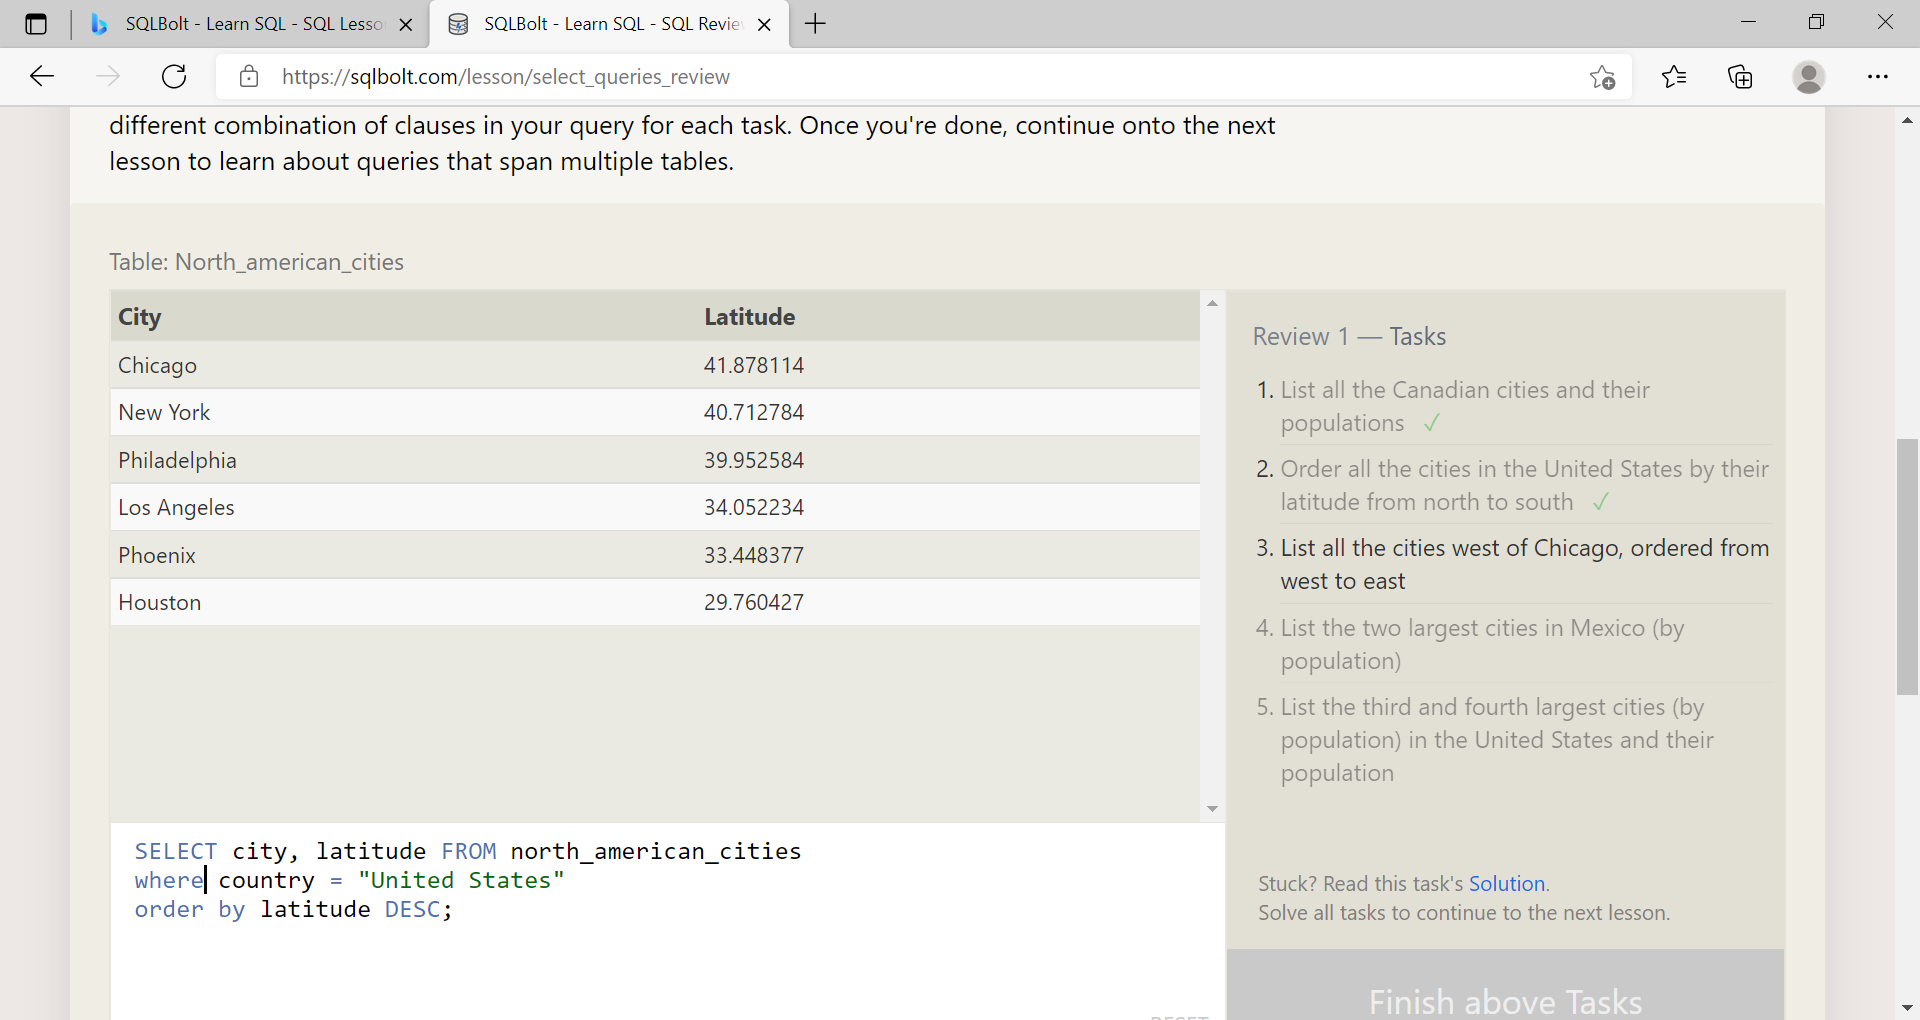 SQLBolt - Learn SQL - SQL Lesso
SQLBolt - Learn SQL - SQL Revie
https://sqlbolt.com/lesson/select_queries_review
different combination of clauses in your query for each task. Once you're done, continue onto the next
lesson to learn about queries that span multiple tables.
Table: North_american_cities
City Latitude
Chicago 41.878114
New York 40.712784
Philadelphia 39.952584
Los Angeles 34.052234
Phoenix 33.448377
Houston 29.760427
Review 1 — Tasks
1. List all the Canadian cities and their
populations ✓
2. Order all the cities in the United States by their
latitude from north to south ✓
3. List all the cities west of Chicago, ordered from
west to east
4. List the two largest cities in Mexico (by
population)
5. List the third and fourth largest cities (by
population) in the United States and their
population
SELECT city, latitude FROM north_american_cities
where country = "United States"
order by latitude DESC;
Stuck? Read this task's Solution.
Solve all tasks to continue to the next lesson.
Finish above Tasks
RESET